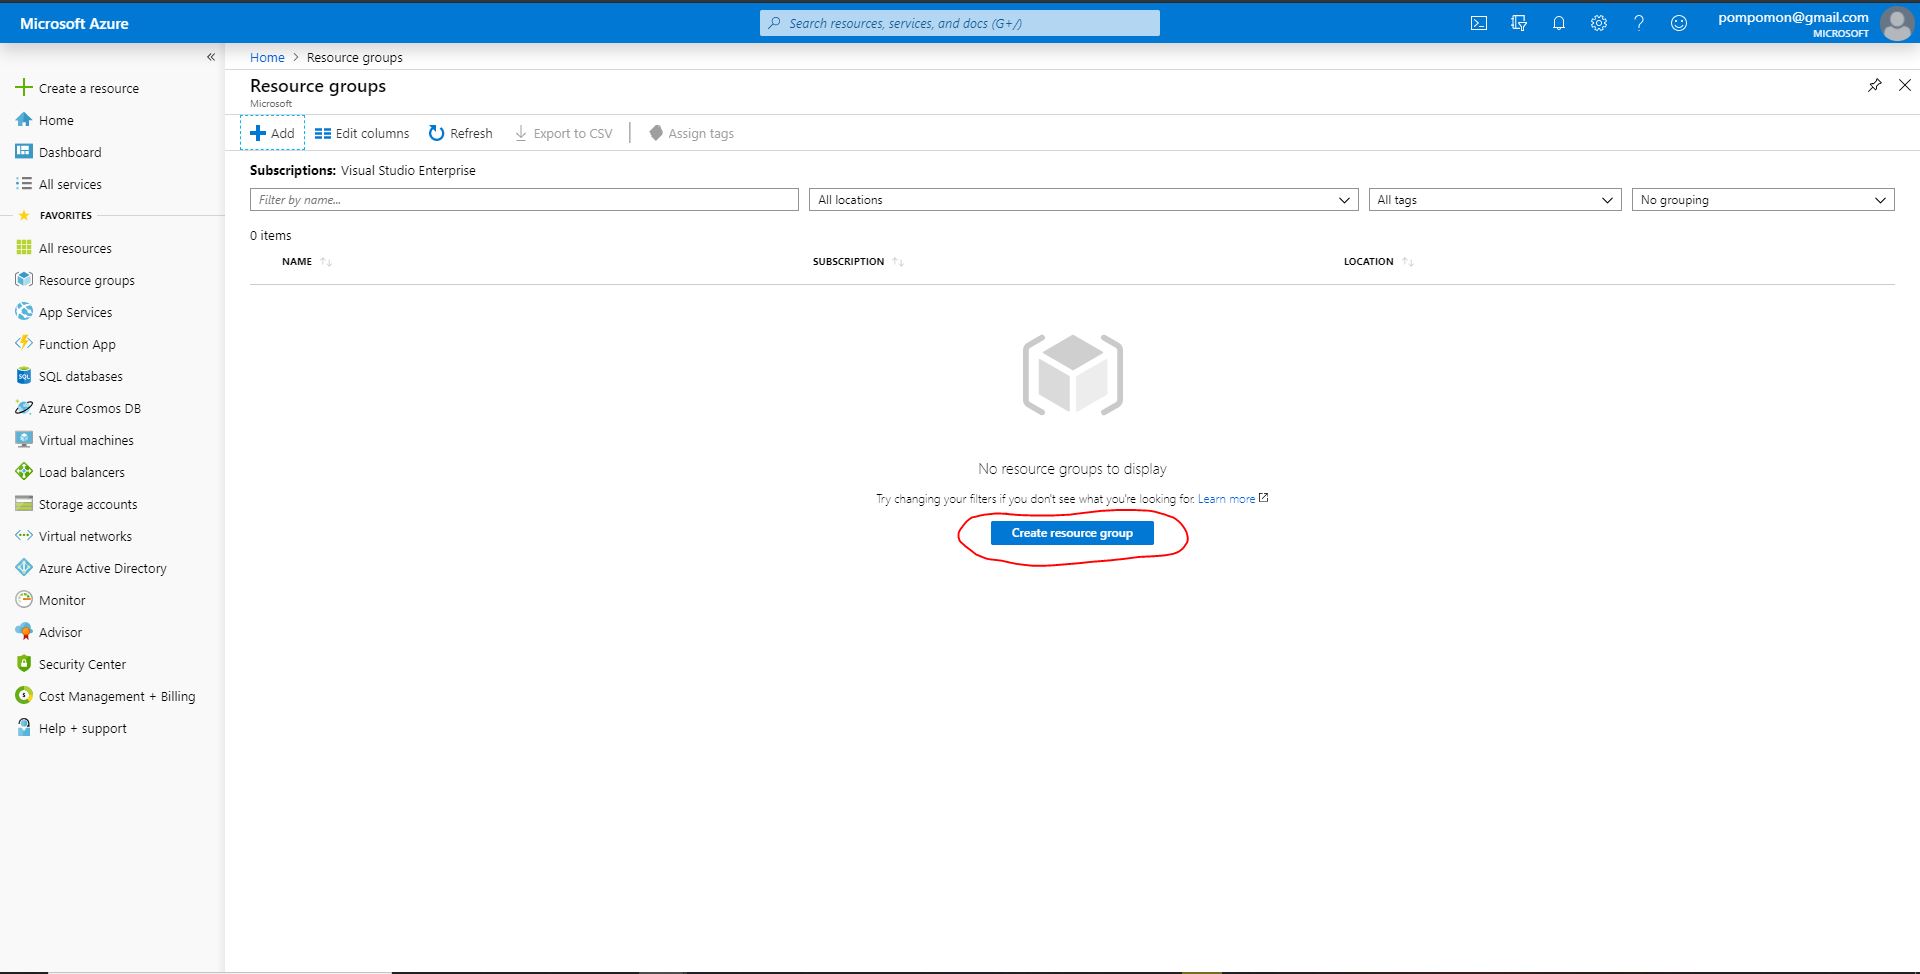 Microsoft Azure
Search resources, services, and docs (G+/)
pompomon@gmail.com
MICROSOFT
«
Home > Resource groups
Resource groups
Microsoft
Add Edit columns Refresh Export to CSV Assign tags
Subscriptions: Visual Studio Enterprise
Filter by name...
All locations
All tags
No grouping
0 items
NAME SUBSCRIPTION LOCATION
No resource groups to display
Try changing your filters if you don't see what you're looking for. Learn more
Create resource group
Create a resource
Home
Dashboard
All services
FAVORITES
All resources
Resource groups
App Services
Function App
SQL databases
Azure Cosmos DB
Virtual machines
Load balancers
Storage accounts
Virtual networks
Azure Active Directory
Monitor
Advisor
Security Center
Cost Management + Billing
Help + support